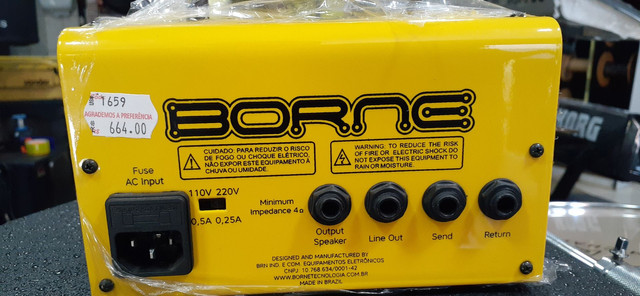 1659
AGRADEMOS A PREFERÊNCIA
664.00
BORNE
CUIDADO: PARA REDUZIR O RISCO
DE FOGO OU CHOQUE ELÉTRICO,
NÃO EXPOR ESTE EQUIPAMENTO À
CHUVA OU UMIDADE.
WARNING: TO REDUCE THE RISK
OF FIRE OR ELECTRIC SHOCK DO
NOT EXPOSE THIS EQUIPMENT TO
RAIN OR MOISTURE.
Fuse
AC Input
110V 220V
0,5A 0,25A
Minimum
Impedance 4Ω
Output
Speaker
Line Out
Send
Return
DESIGNED AND MANUFACTURED BY
BRN IND. E COM. EQUIPAMENTOS ELETRÔNICOS
CNPJ: 10.768.634/0001-42
WWW.BORNETECNOLOGIA.COM.BR
MADE IN BRAZIL
KORG